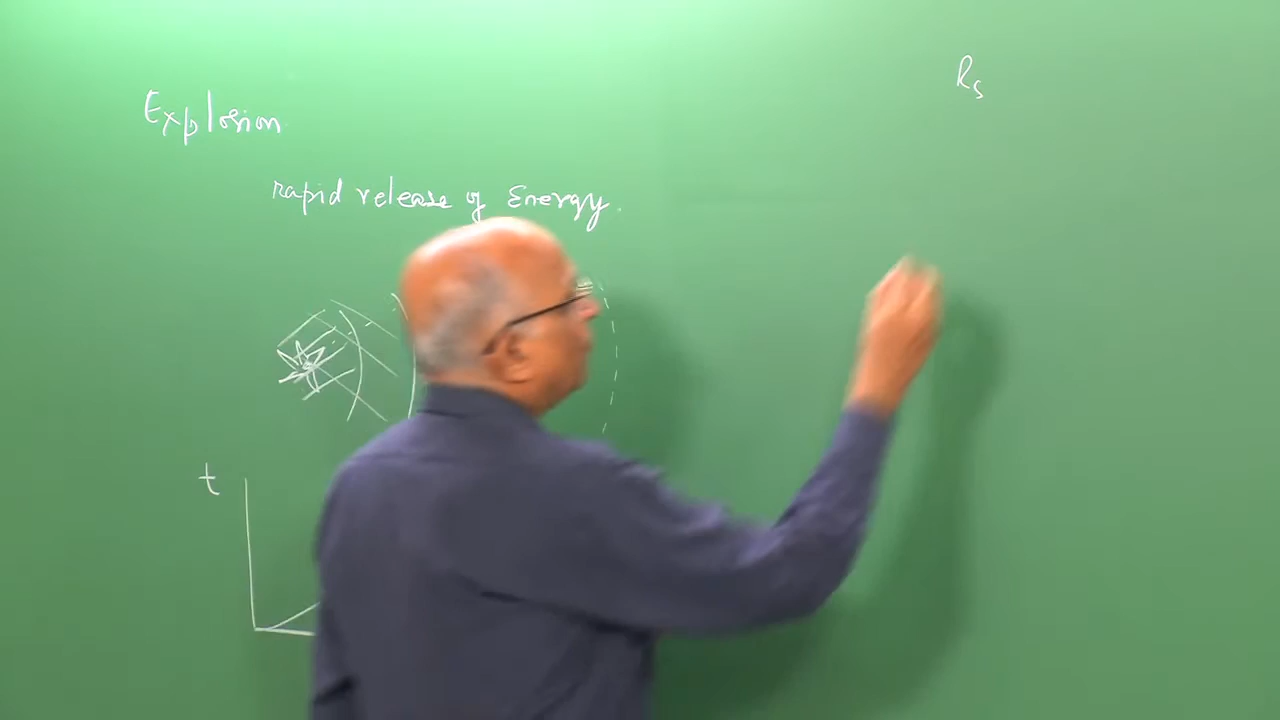 Explosion
rapid release of Energy.
Rs
t